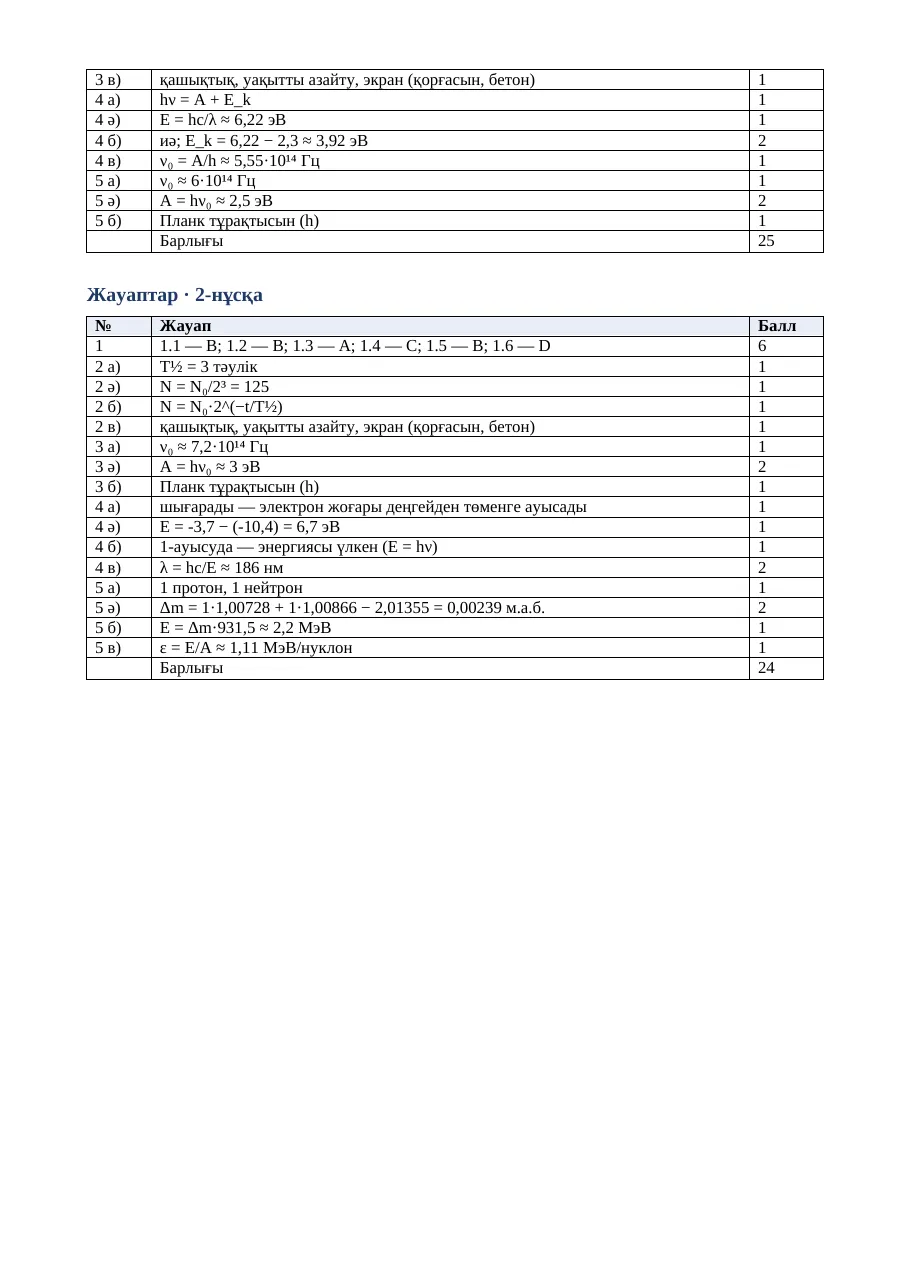 3 в) қашықтық, уақытты азайту, экран (қорғасын, бетон) 1
4 а) hν = A + E_k 1
4 ә) E = hc/λ ≈ 6,22 эВ 1
4 б) иә; E_k = 6,22 − 2,3 ≈ 3,92 эВ 2
4 в) ν₀ = A/h ≈ 5,55·10¹⁴ Гц 1
5 а) ν₀ ≈ 6·10¹⁴ Гц 1
5 ә) A = hν₀ ≈ 2,5 эВ 2
5 б) Планк тұрақтысын (h) 1
Барлығы 25
Жауаптар · 2-нұсқа
№ Жауап Балл
1 1.1 — B; 1.2 — B; 1.3 — A; 1.4 — C; 1.5 — B; 1.6 — D 6
2 а) T½ = 3 тәулік 1
2 ә) N = N₀/2³ = 125 1
2 б) N = N₀·2^(−t/T½) 1
2 в) қашықтық, уақытты азайту, экран (қорғасын, бетон) 1
3 а) ν₀ ≈ 7,2·10¹⁴ Гц 1
3 ә) A = hν₀ ≈ 3 эВ 2
3 б) Планк тұрақтысын (h) 1
4 а) шығарады — электрон жоғары деңгейден төменге ауысады 1
4 ә) E = -3,7 − (-10,4) = 6,7 эВ 1
4 б) 1-ауысуда — энергиясы үлкен (E = hν) 1
4 в) λ = hc/E ≈ 186 нм 2
5 а) 1 протон, 1 нейтрон 1
5 ә) Δm = 1·1,00728 + 1·1,00866 − 2,01355 = 0,00239 м.а.б. 2
5 б) E = Δm·931,5 ≈ 2,2 МэВ 1
5 в) ε = E/A ≈ 1,11 МэВ/нуклон 1
Барлығы 24